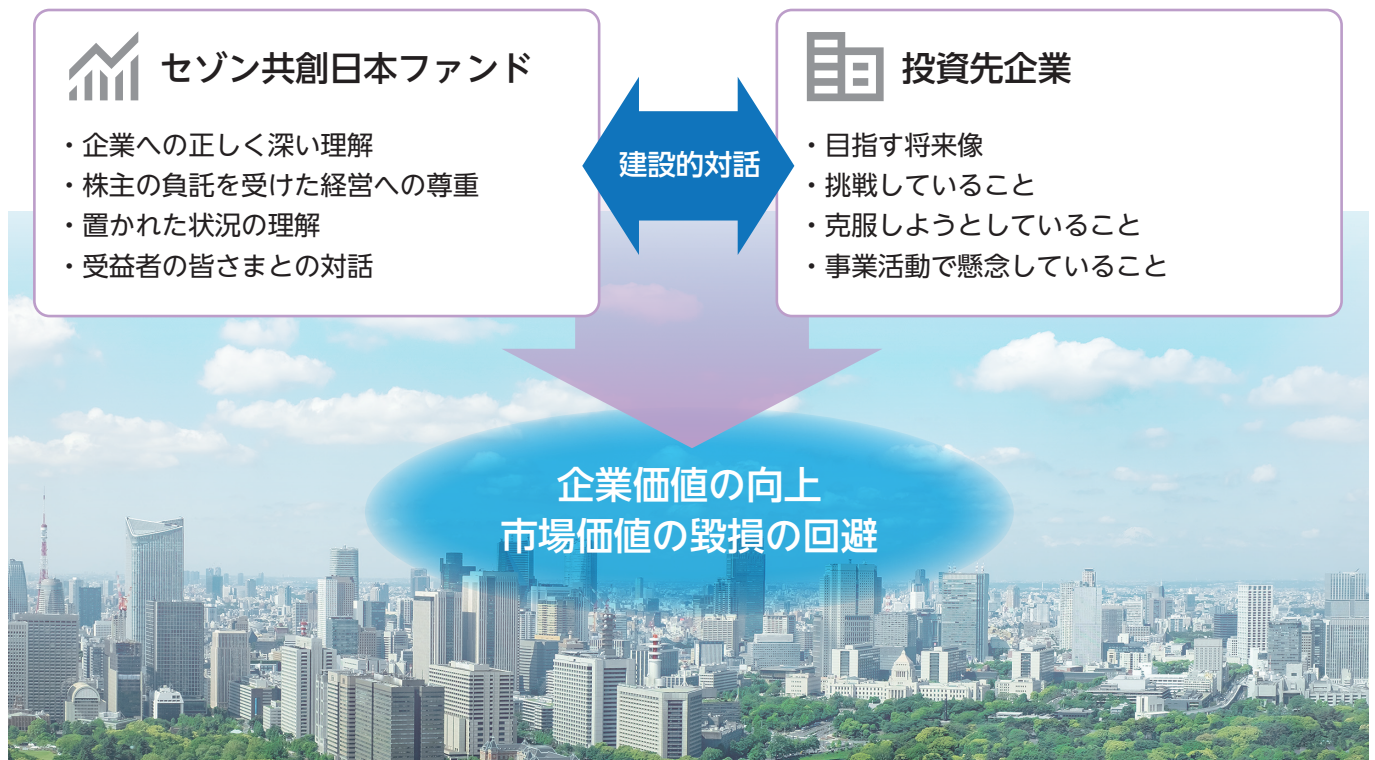 セゾン共創日本ファンド
・企業への正しく深い理解
・株主の負託を受けた経営への尊重
・置かれた状況の理解
・受益者の皆さまとの対話
建設的対話
投資先企業
・目指す将来像
・挑戦していること
・克服しようとしていること
・事業活動で懸念していること
企業価値の向上
市場価値の毀損の回避